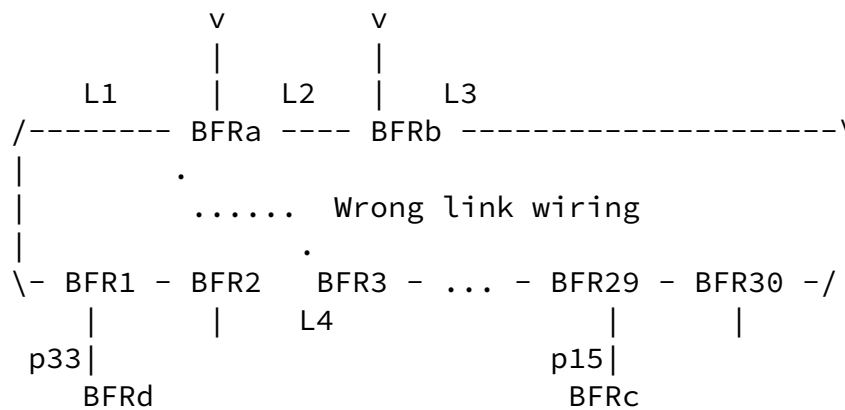 v v
| |
L1 | L2 | L3
/-------- BFRa ---- BFRb --------------------\
| .
| ...... Wrong link wiring
| .
\- BFR1 - BFR2 BFR3 - ... - BFR29 - BFR30 -/
| | L4 | |
p33| p15|
BFRd BFRc